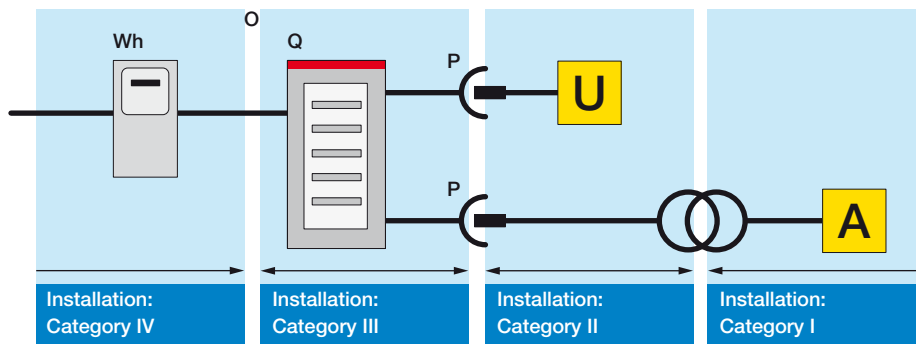 O
Wh
Q
P
U
P
A
Installation:
Category IV
Installation:
Category III
Installation:
Category II
Installation:
Category I